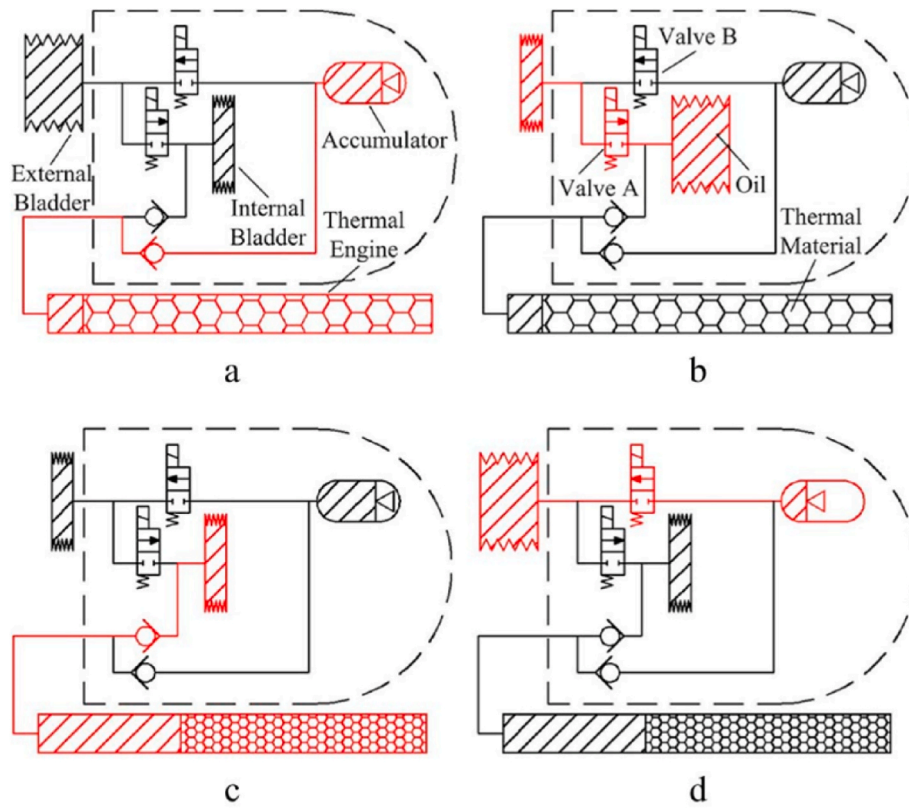 External
Bladder
Internal
Bladder
Accumulator
Thermal
Engine
a
Valve B
Valve A
Oil
Thermal
Material
b
c
d